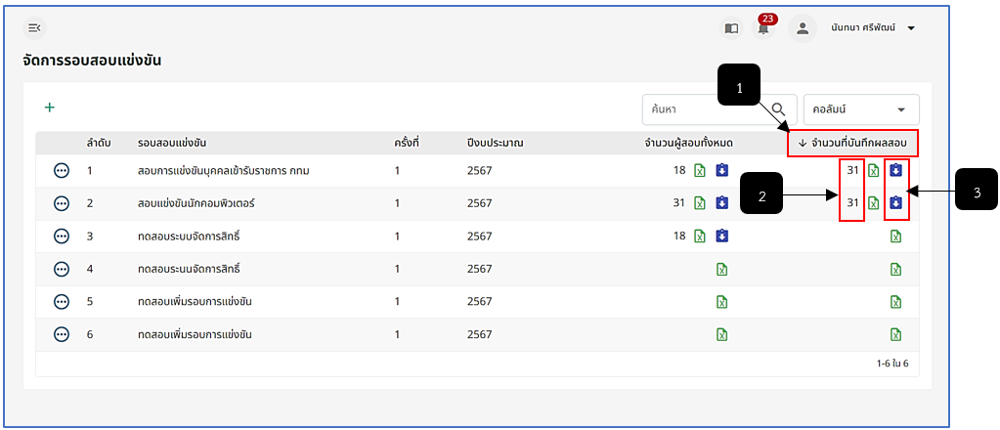 23
นันทนา ศรีพัฒน์
จัดการรอบสอบแข่งขัน
1
+
ค้นหา
คอลัมน์
ลำดับ รอบสอบแข่งขัน ครั้งที่ ปีงบประมาณ จำนวนผู้สอบทั้งหมด ↓ จำนวนที่บันทึกผลสอบ
1 สอบการแข่งขันบุคคลเข้ารับราชการ กทม 1 2567 18 31
2 สอบแข่งขันนักคอมพิวเตอร์ 1 2567 31 31
2
3
3 ทดสอบระบบจัดการสิทธิ์ 1 2567 18
4 ทดสอบระนนจัดการสิทธิ์ 1 2567
5 ทดสอบเพิ่มรอบการแข่งขัน 1 2567
6 ทดสอบเพิ่มรอบการแข่งขัน 1 2567
1-6 ใน 6